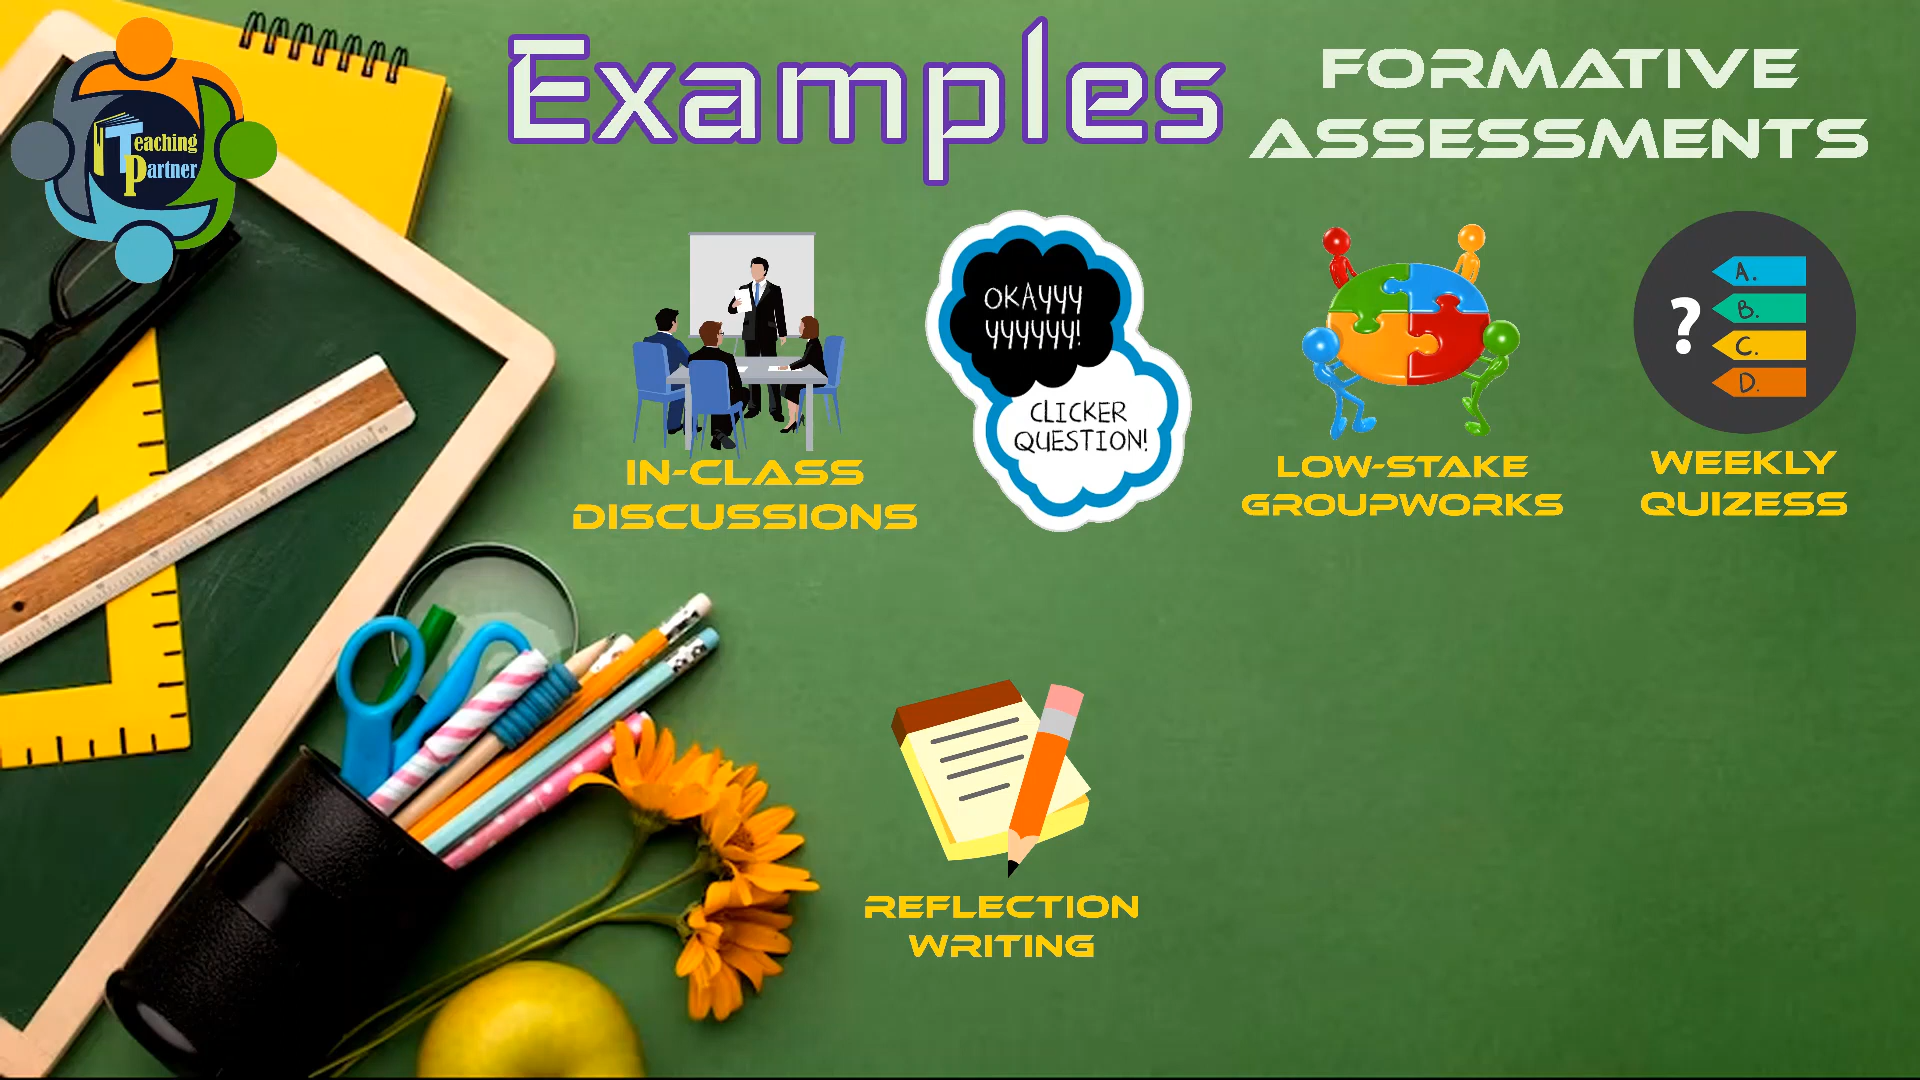 Teaching
Partner
Examples
FORMATIVE
ASSESSMENTS
IN-CLASS
DISCUSSIONS
OKAYYY
YYYYYY!
CLICKER
QUESTION!
LOW-STAKE
GROUPWORKS
?
A.
B.
C.
D.
WEEKLY
QUIZESS
REFLECTION
WRITING